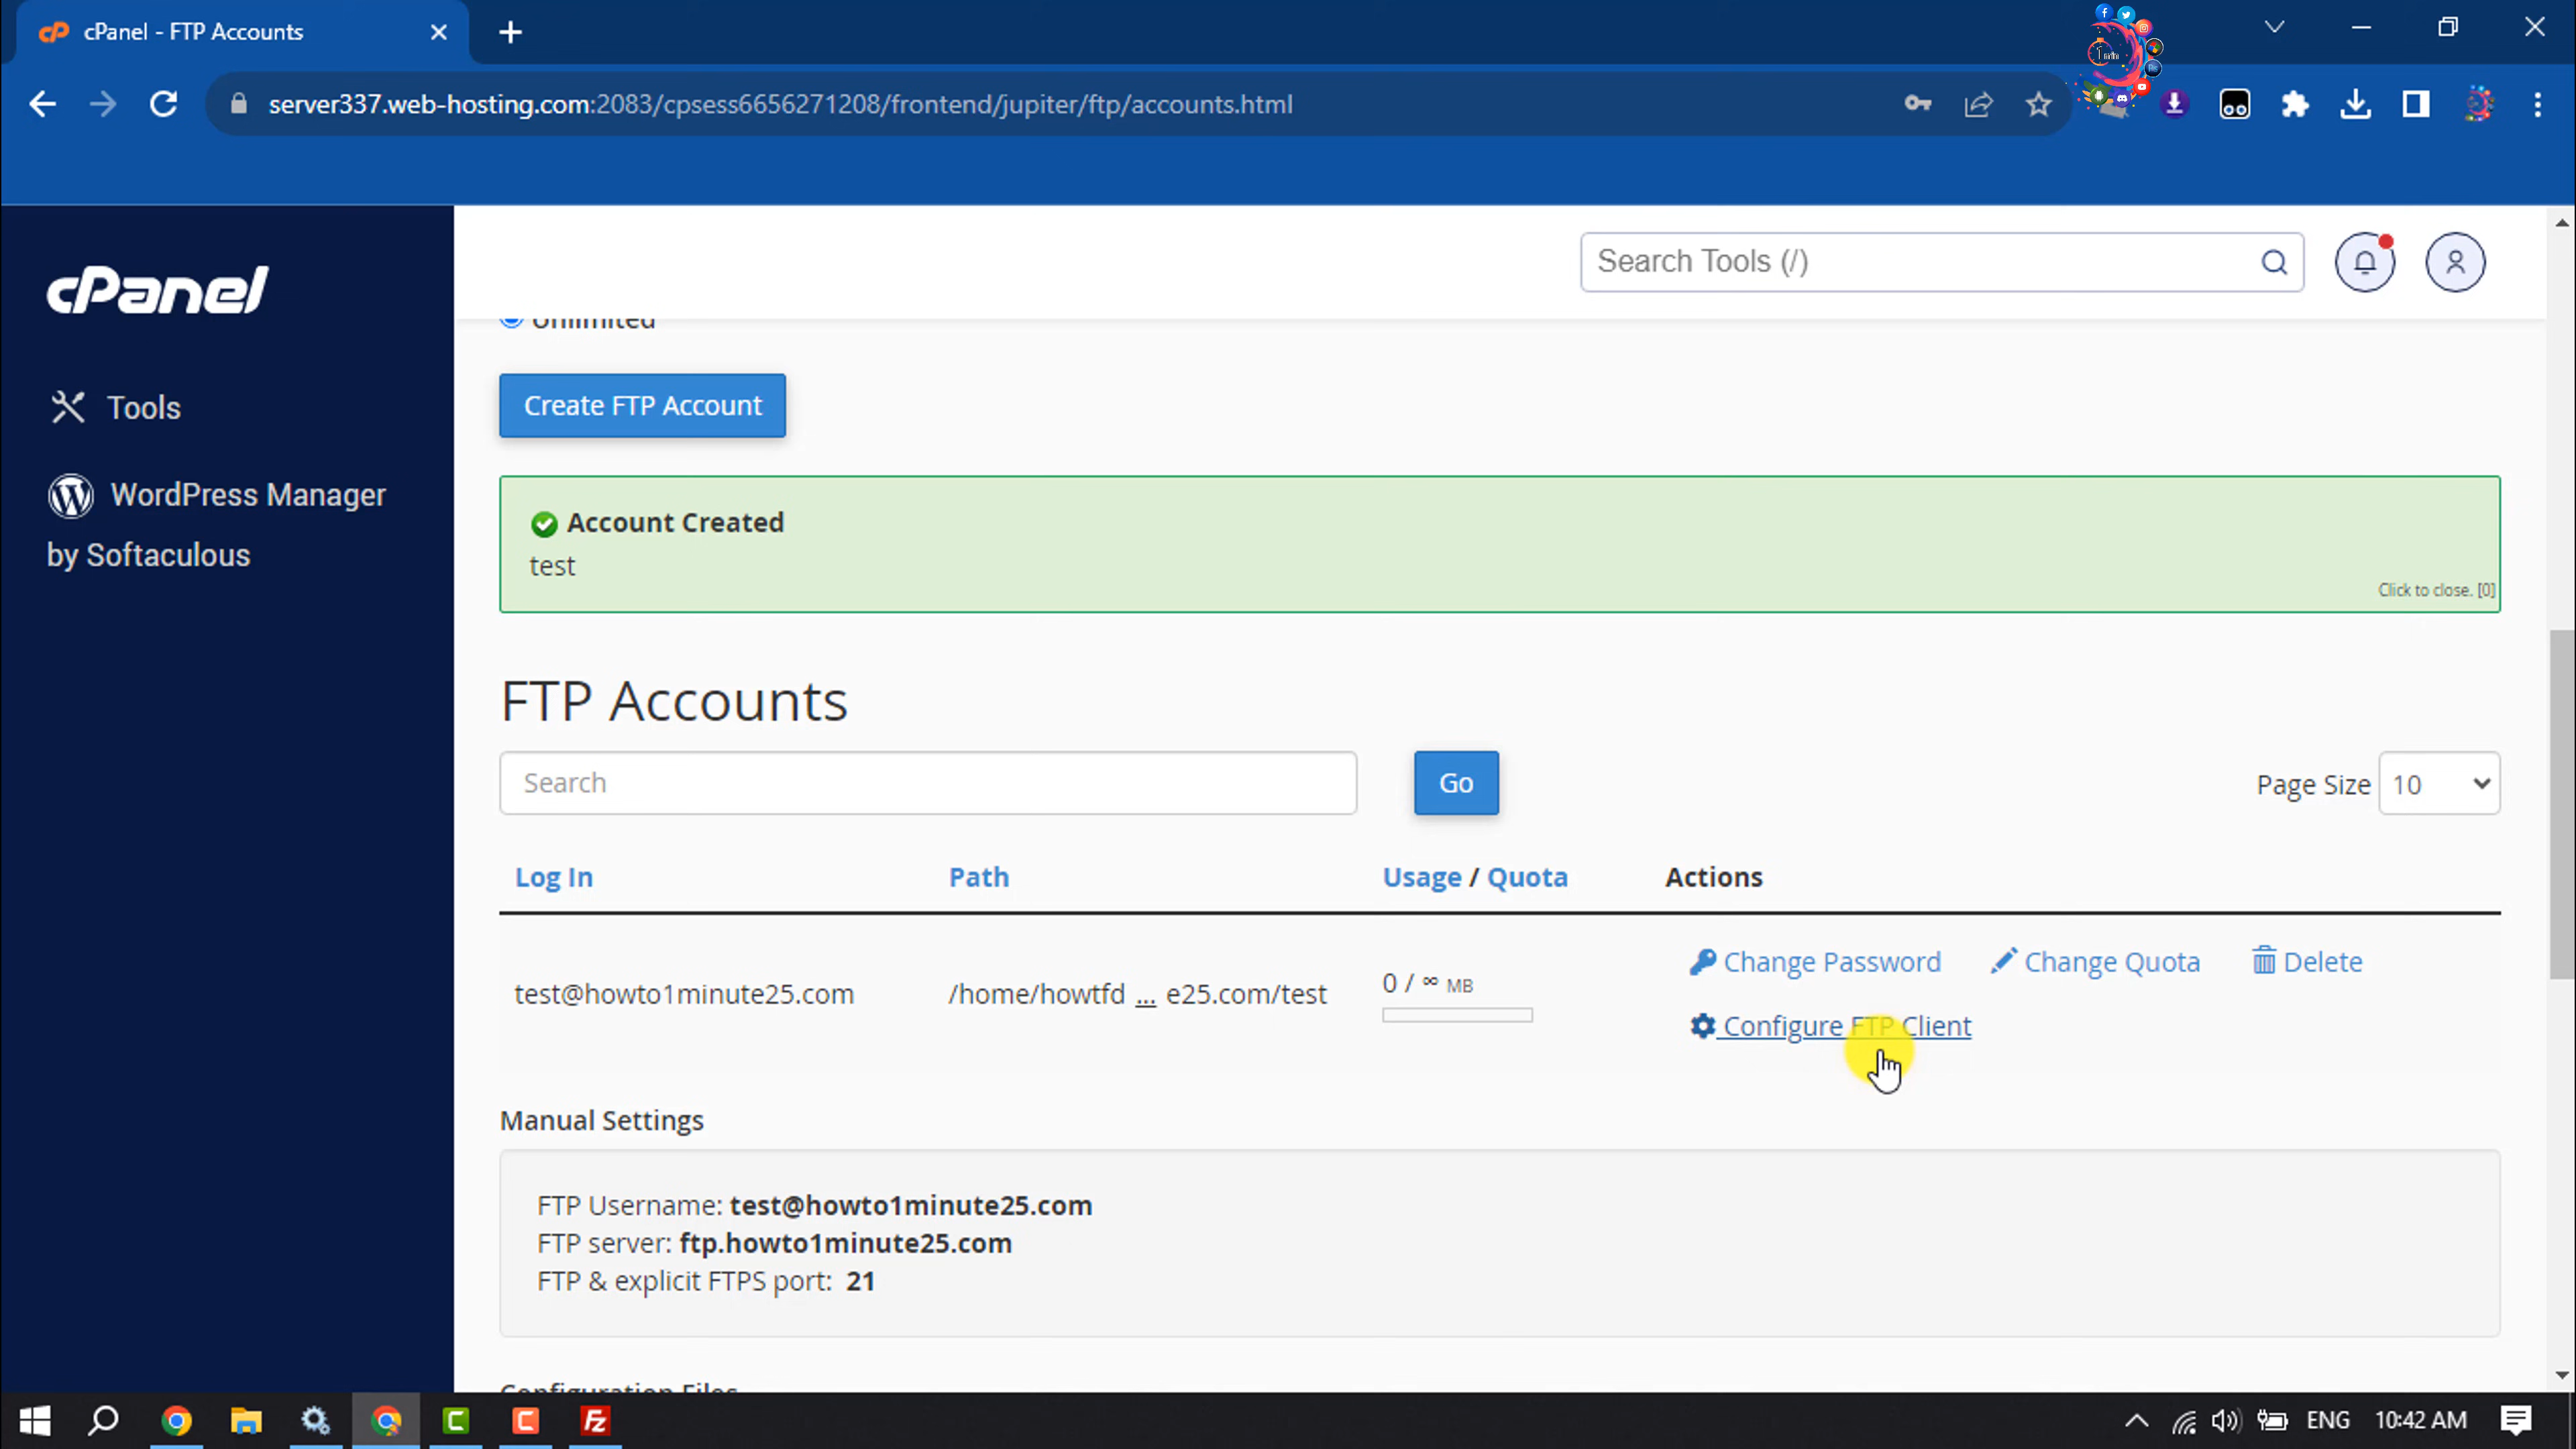 cPanel - FTP Accounts
server337.web-hosting.com:2083/cpsess6656271208/frontend/jupiter/ftp/accounts.html
cPanel
Search Tools (/)
Tools
WordPress Manager
by Softaculous
Unlimited
Create FTP Account
Account Created
test
Click to close. [0]
FTP Accounts
Search
Go
Page Size 10
Log In Path Usage / Quota Actions
Change Password Change Quota Delete
test@howto1minute25.com /home/howtfd ... e25.com/test 0 / ∞ MB
Configure FTP Client
Manual Settings
FTP Username: test@howto1minute25.com
FTP server: ftp.howto1minute25.com
FTP & explicit FTPS port: 21
Configuration Files
ENG 10:42 AM